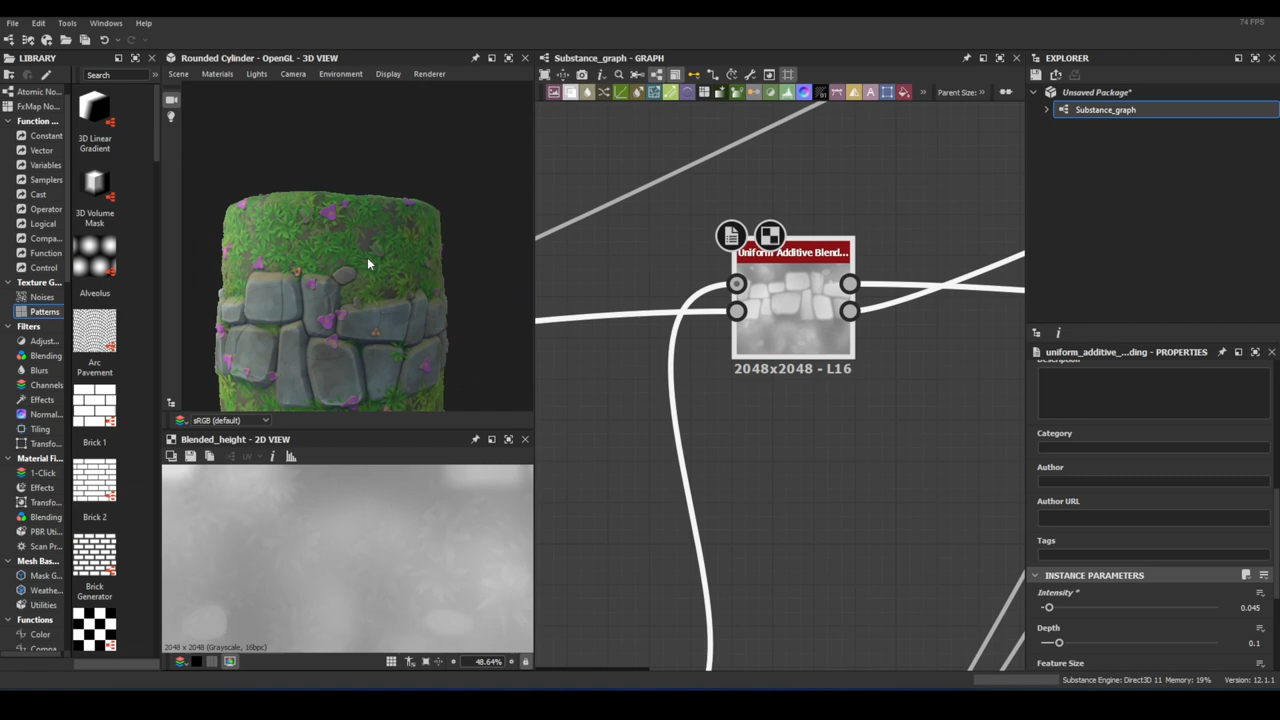 File Edit Tools Windows Help
74 FPS
LIBRARY
Search
Atomic No...
FxMap No...
Function ...
Constant
Vector
Variables
Samplers
Cast
Operator
Logical
Compa...
Function
Control
Texture G...
Noises
Patterns
Filters
Adjust...
Blending
Blurs
Channels
Effects
Normal...
Tiling
Transfo...
Material Fi...
1-Click
Effects
Transfo...
Blending
PBR Uti...
Scan Pr...
Mesh Bas...
Mask G...
Weathe...
Utilities
Functions
Color
3D Linear
Gradient
3D Volume
Mask
Alveolus
Arc
Pavement
Brick 1
Brick 2
Brick
Generator
Rounded Cylinder - OpenGL - 3D VIEW
Scene Materials Lights Camera Environment Display Renderer
sRGB (default)
Blended_height - 2D VIEW
UV
2048 x 2048 (Grayscale, 16bpc)
48.64%
Substance_graph - GRAPH
Parent Size:
Uniform Additive Blend...
2048x2048 - L16
EXPLORER
Unsaved Package*
Substance_graph
uniform_additive_...ding - PROPERTIES
Category
Author
Author URL
Tags
INSTANCE PARAMETERS
Intensity *
0.045
Depth
0.1
Feature Size
Substance Engine: Direct3D 11 Memory: 19% Version: 12.1.1